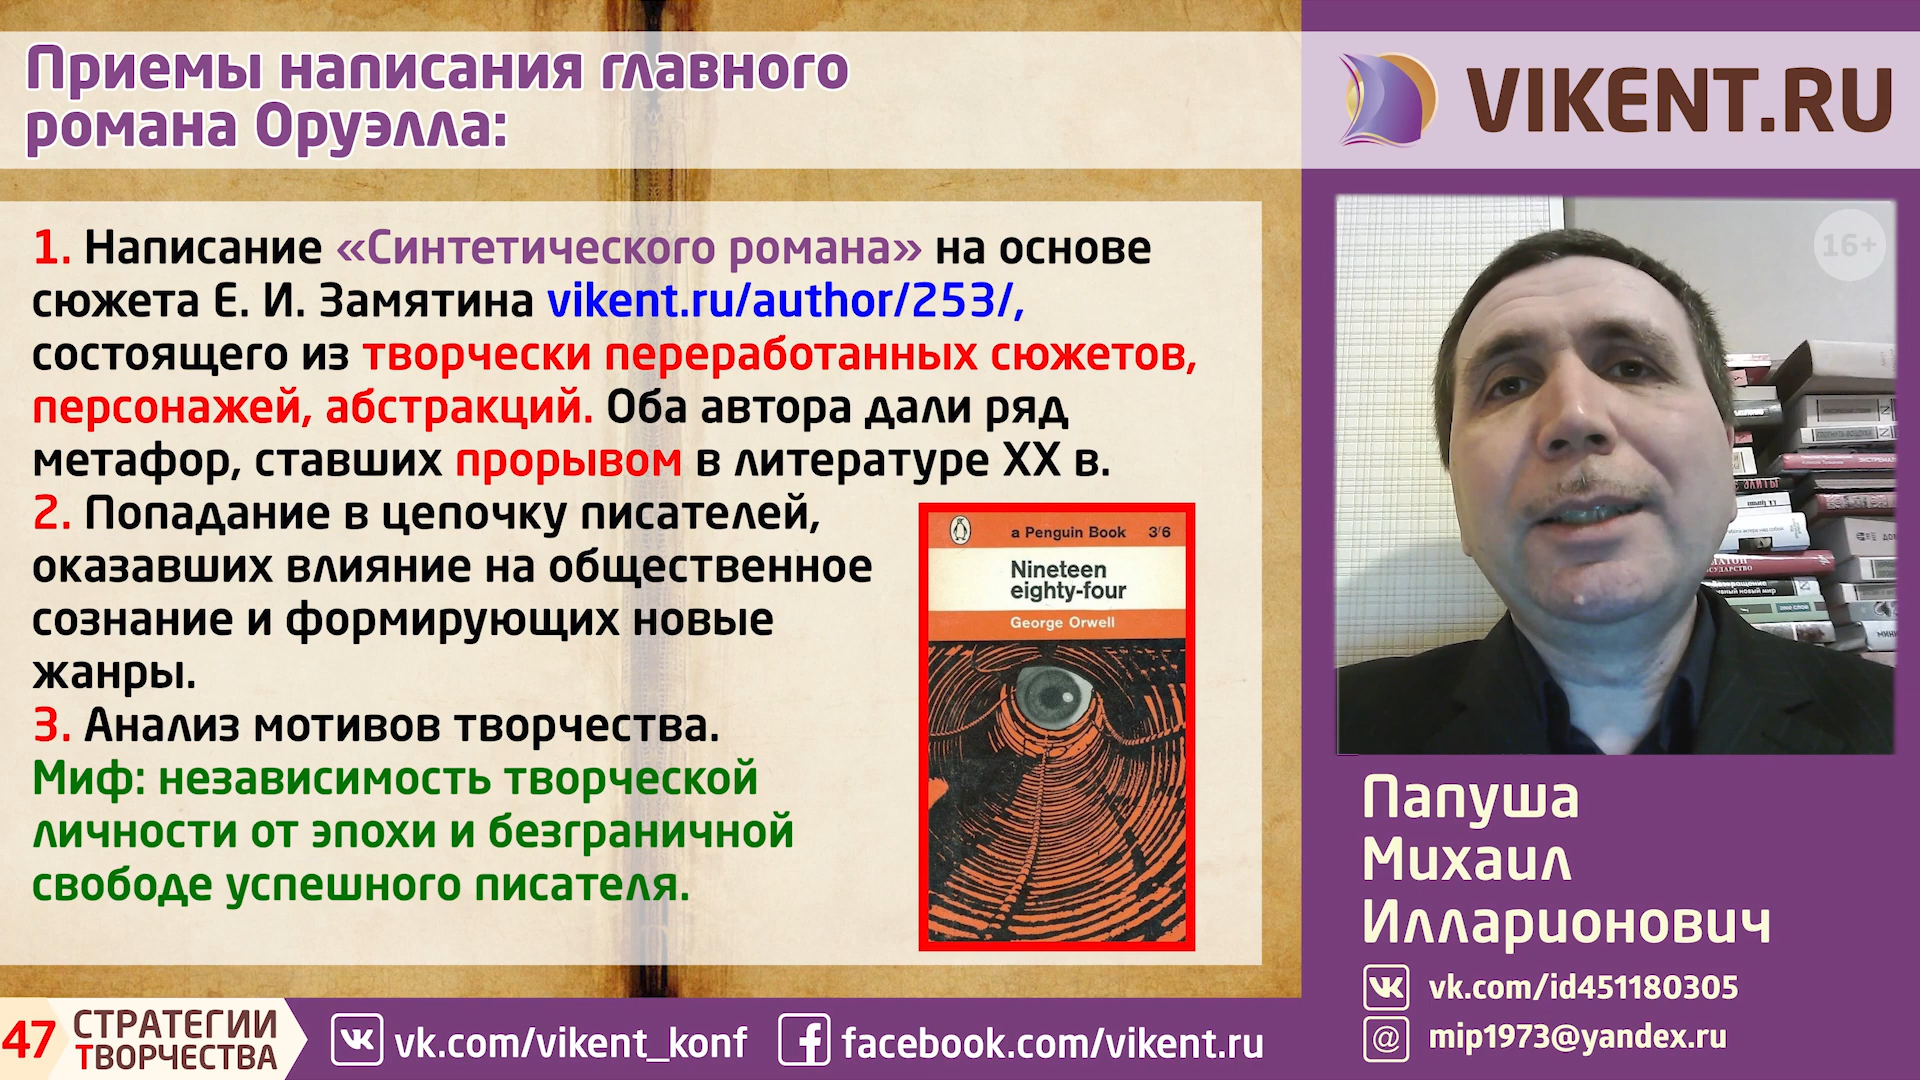 Приемы написания главного
романа Оруэлла:
VIKENT.RU
1. Написание «Синтетического романа» на основе
сюжета Е. И. Замятина vikent.ru/author/253/,
состоящего из творчески переработанных сюжетов,
персонажей, абстракций. Оба автора дали ряд
метафор, ставших прорывом в литературе XX в.
2. Попадание в цепочку писателей,
оказавших влияние на общественное
сознание и формирующих новые
жанры.
3. Анализ мотивов творчества.
Миф: независимость творческой
личности от эпохи и безграничной
свободе успешного писателя.
a Penguin Book 3'6
Nineteen
eighty-four
George Orwell
16+
Папуша
Михаил
Илларионович
vk.com/id451180305
@ mip1973@yandex.ru
47 СТРАТЕГИИ
ТВОРЧЕСТВА
vk.com/vikent_konf
facebook.com/vikent.ru